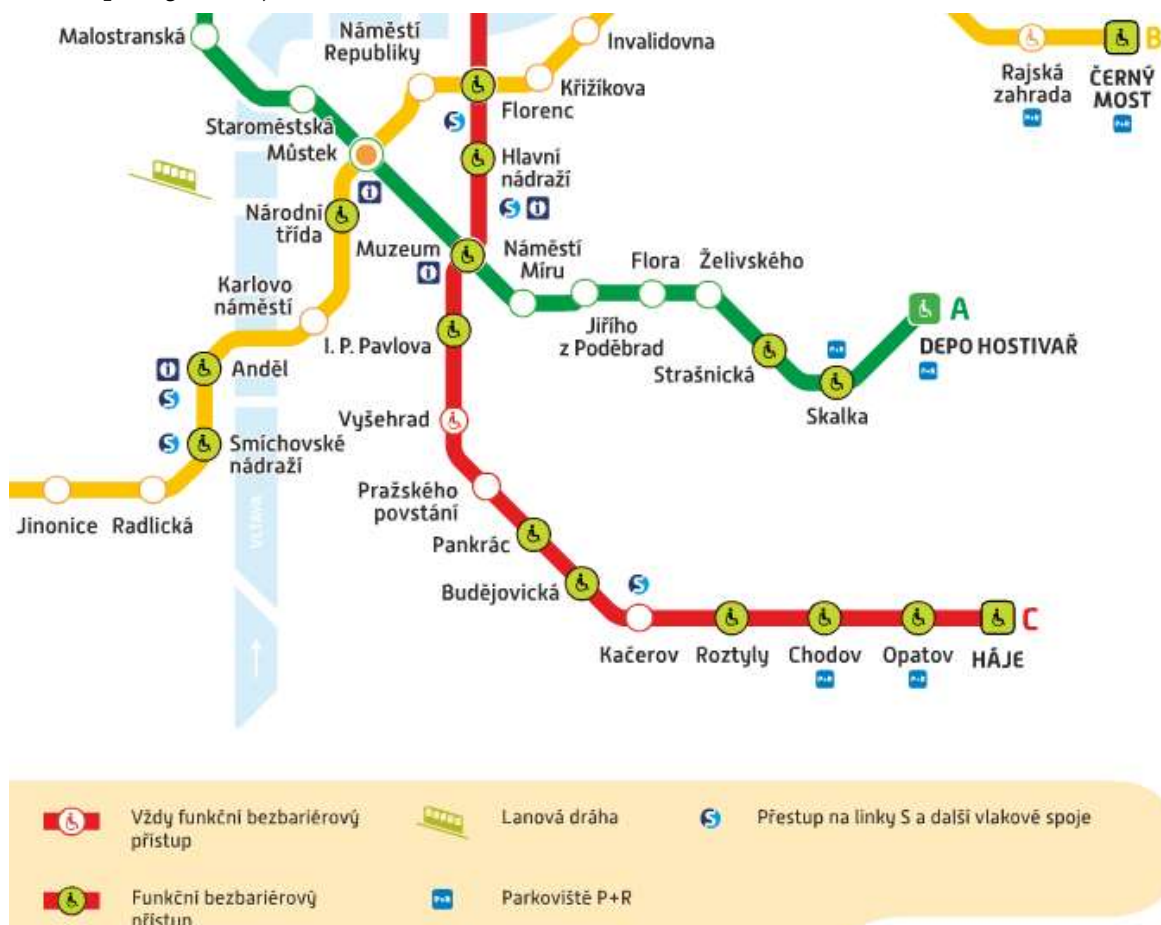 Malostranská
Náměstí
Republiky
Invalidovna
B
Rajská
zahrada
ČERNÝ
MOST
P+R
P+R
Křižíkova
Florenc
S
Staroměstská
Můstek
Hlavní
nádraží
S
Národní
třída
Muzeum
Náměstí
Míru
Flora
Želivského
Karlovo
náměstí
I. P. Pavlova
Jiřího
z Poděbrad
A
DEPO HOSTIVAŘ
P+R
P+R
Strašnická
Skalka
Anděl
S
Vyšehrad
S
Smíchovské
nádraží
Pražského
povstání
Jinonice
Radlická
VLTAVA
Pankrác
Budějovická
S
Kačerov
Roztyly
Chodov
P+R
Opatov
P+R
HÁJE
C
Vždy funkční bezbariérový
přístup
Lanová dráha
S
Přestup na linky S a další vlakové spoje
Funkční bezbariérový
přístup
P+R
Parkoviště P+R